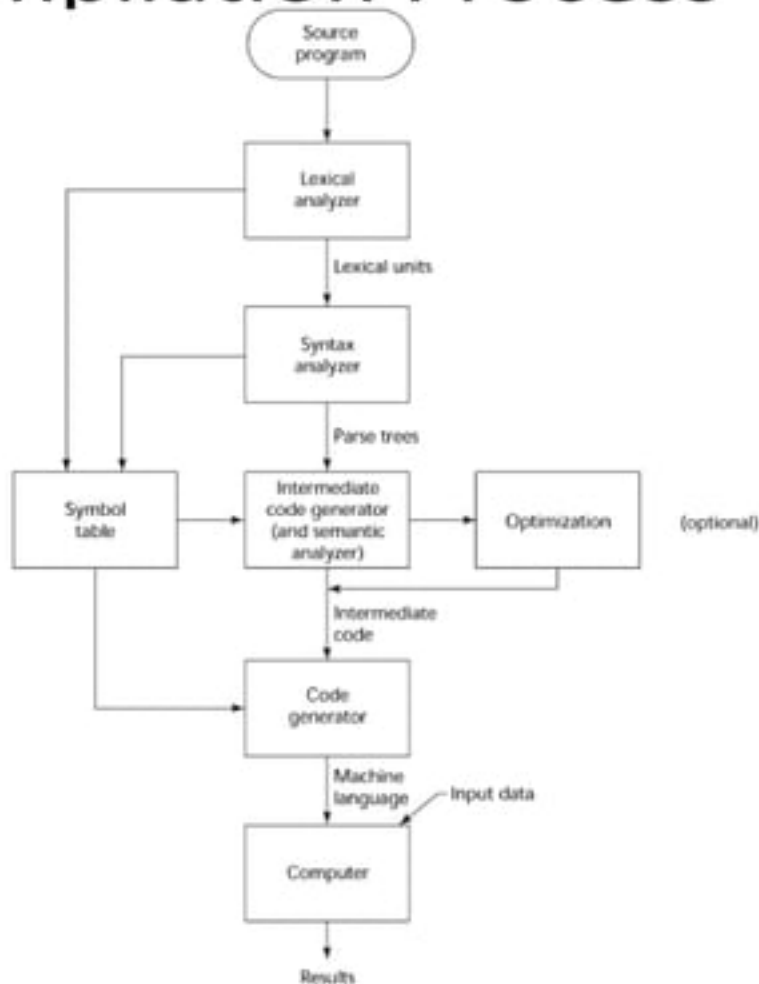 Process
Source
program
Lexical
analyzer
Lexical units
Syntax
analyzer
Parse trees
Symbol
table
Intermediate
code generator
(and semantic
analyzer)
Optimization
(optional)
Intermediate
code
Code
generator
Machine
language
Input data
Computer
Results